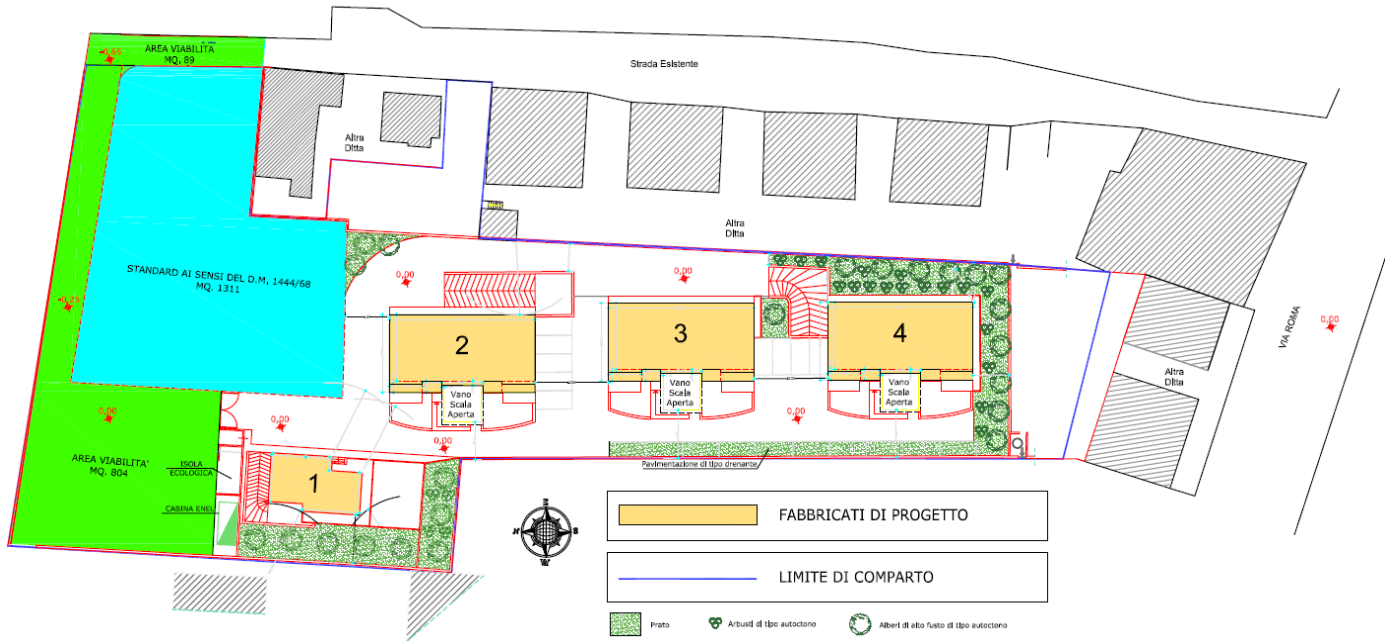 AREA VIABILITA'
MQ. 89
-0,65
Strada Esistente
Altra
Ditta
Altra
Ditta
STANDARD AI SENSI DEL D.M. 1444/68
MQ. 1311
-0,25
0,00
0,00
0,00
VIA ROMA
2
3
4
Altra
Ditta
Vano
Scala
Aperta
Vano
Scala
Aperta
Vano
Scala
Aperta
0,00
0,00
0,00
0,00
AREA VIABILITA'
MQ. 804
ISOLA
ECOLOGICA
Pavimentazione di tipo drenante
1
CABINA ENEL
E
N
S
W
FABBRICATI DI PROGETTO
LIMITE DI COMPARTO
Prato
Arbusti di tipo autoctono
Alberi di alto fusto di tipo autoctono